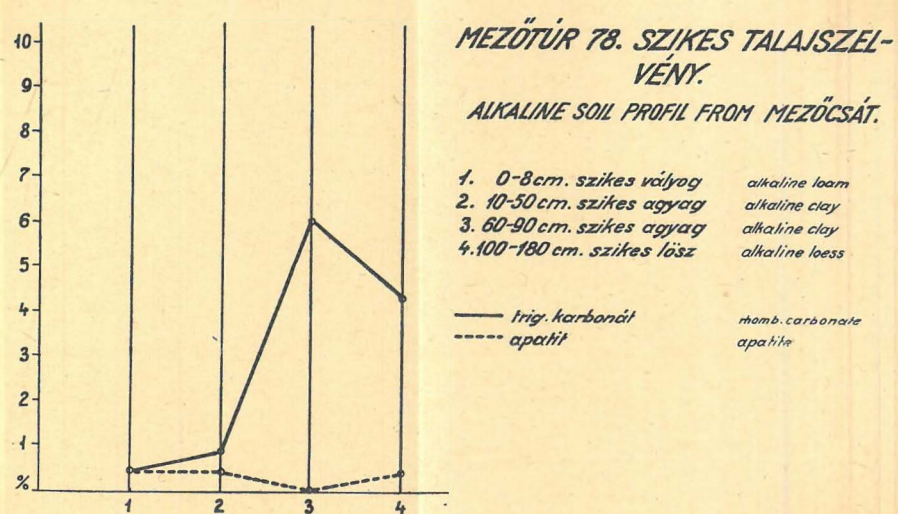 MEZŐTÚR 78. SZIKES TALAJSZEL-
VÉNY.
ALKALINE SOIL PROFIL FROM MEZŐCSÁT.
1. 0-8 cm. szikes vályog alkaline loam
2. 10-50 cm. szikes agyag alkaline clay
3. 60-90 cm. szikes agyag alkaline clay
4. 100-180 cm. szikes lösz alkaline loess
trig. karbonát rhomb. carbonate
apatit apatite
10
9
8
7
6
5
4
3
2
1
%
1 2 3 4